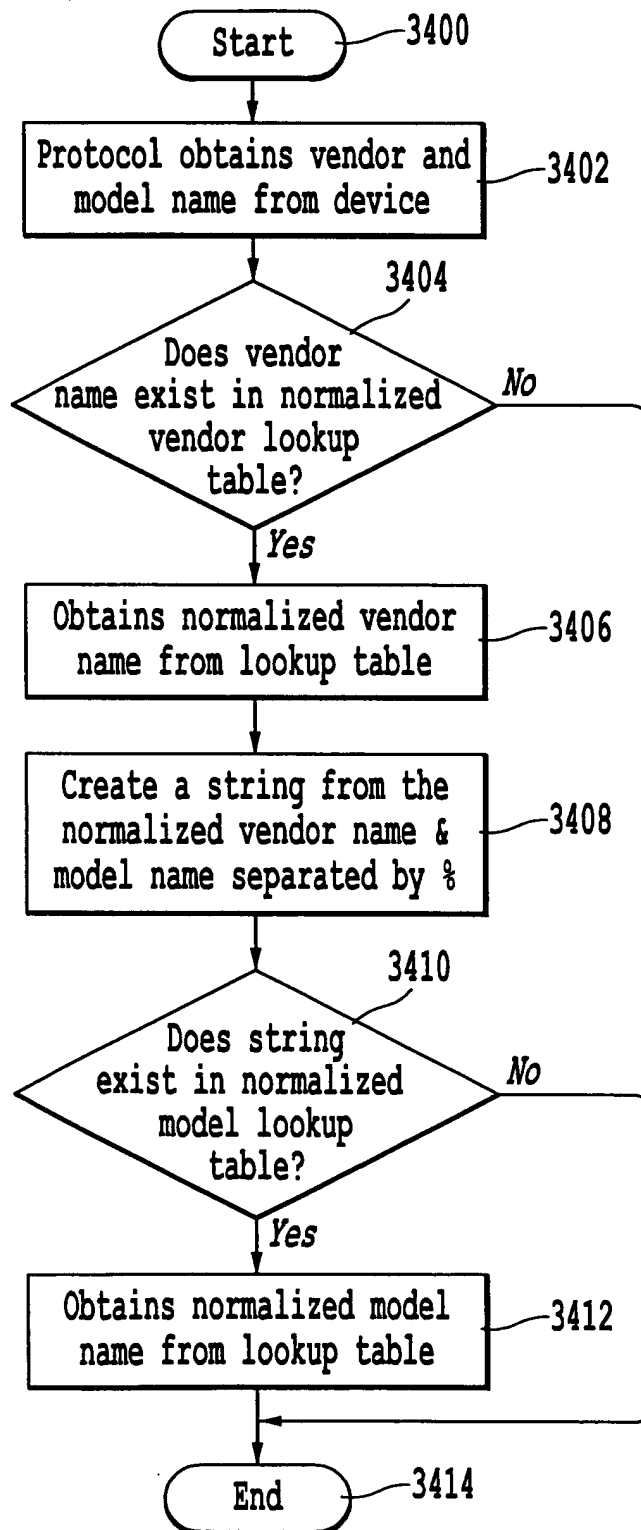 Start
3400
Protocol obtains vendor and
model name from device
3402
3404
Does vendor
name exist in normalized
vendor lookup
table?
No
Yes
Obtains normalized vendor
name from lookup table
3406
Create a string from the
normalized vendor name &
model name separated by %
3408
3410
Does string
exist in normalized
model lookup
table?
No
Yes
Obtains normalized model
name from lookup table
3412
End
3414